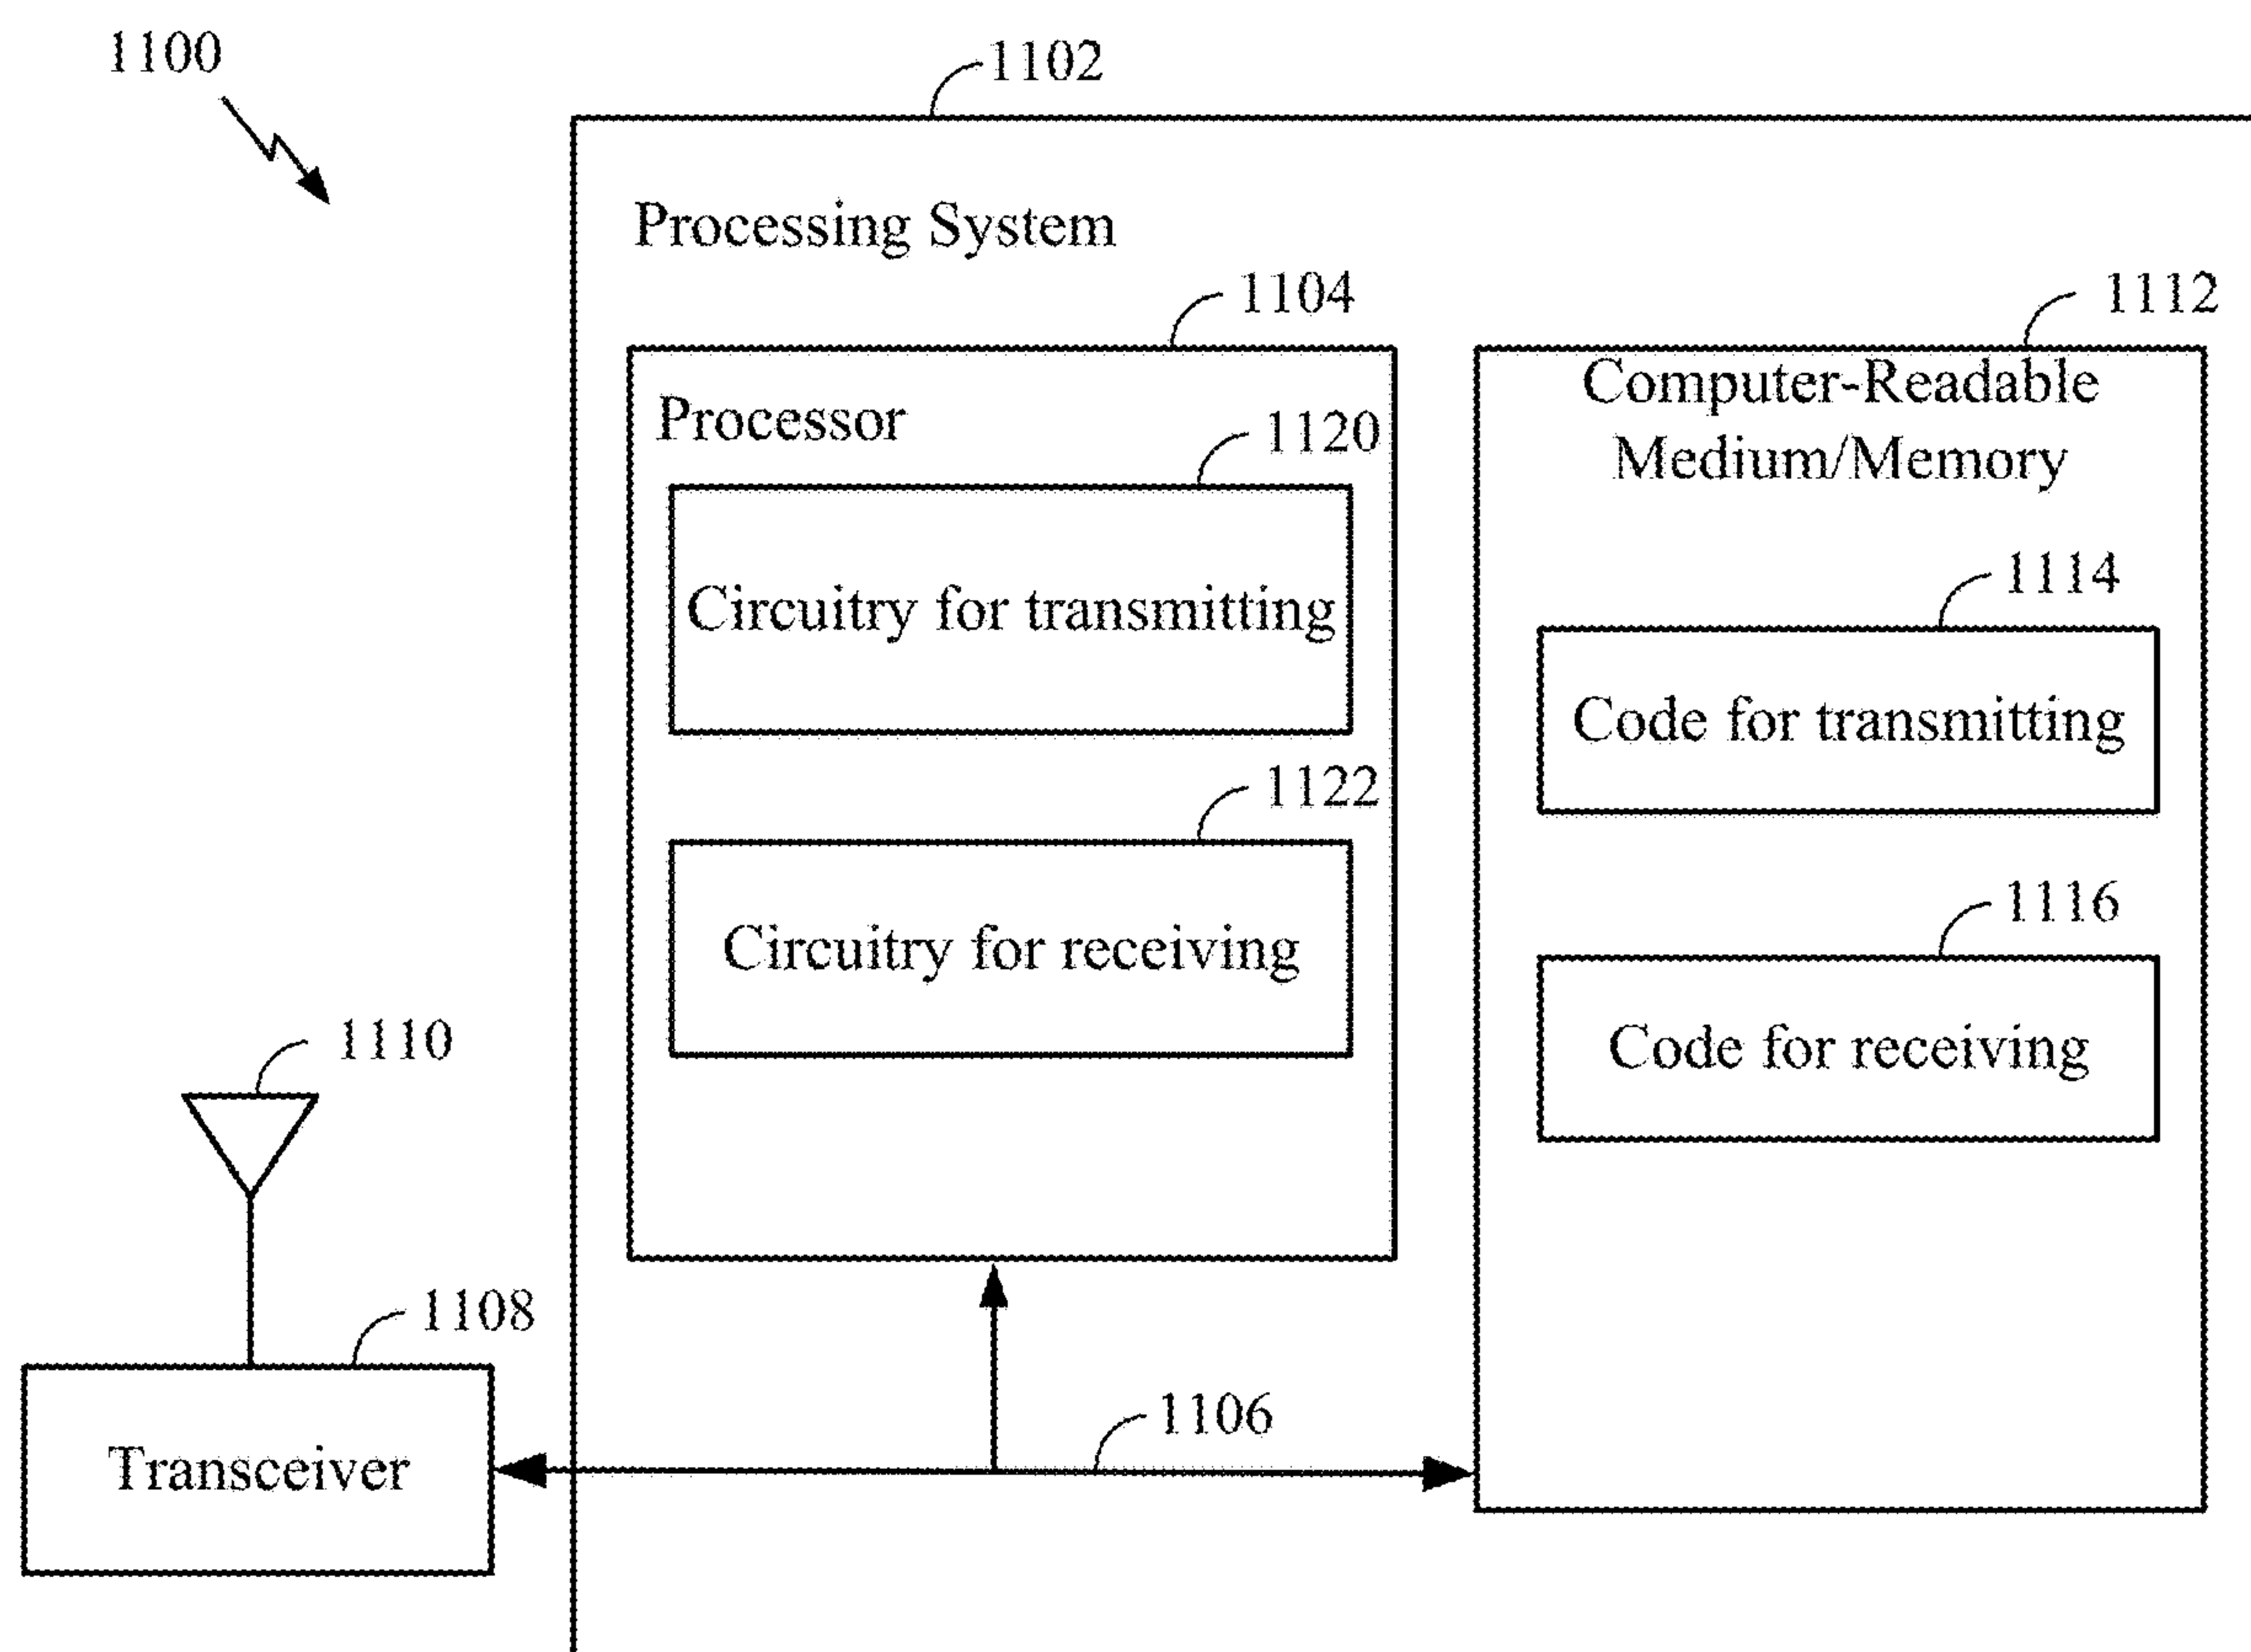 1100
1102
Processing System
1104
1112
Processor
Computer-Readable
Medium/Memory
1120
Circuitry for transmitting
1114
Code for transmitting
1122
Circuitry for receiving
1116
Code for receiving
1110
1108
Transceiver
1106